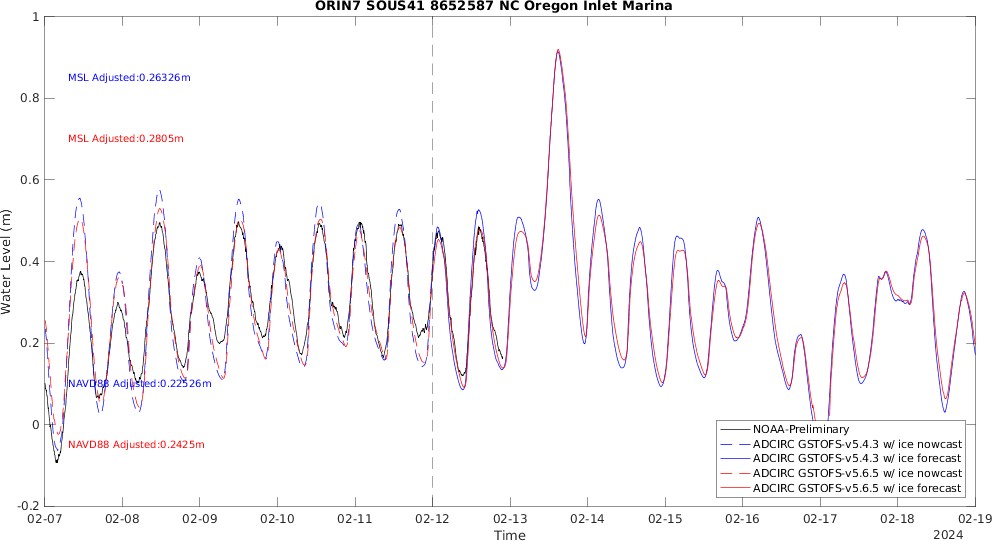 ORIN7 SOUS41 8652587 NC Oregon Inlet Marina
1
0.8
0.6
0.4
0.2
0
-0.2
Water Level (m)
MSL Adjusted:0.26326m
MSL Adjusted:0.2805m
NAVD88 Adjusted:0.22526m
NAVD88 Adjusted:0.2425m
NOAA-Preliminary
ADCIRC GSTOFS-v5.4.3 w/ ice nowcast
ADCIRC GSTOFS-v5.4.3 w/ ice forecast
ADCIRC GSTOFS-v5.6.5 w/ ice nowcast
ADCIRC GSTOFS-v5.6.5 w/ ice forecast
02-07 02-08 02-09 02-10 02-11 02-12 02-13 02-14 02-15 02-16 02-17 02-18 02-19
Time
2024